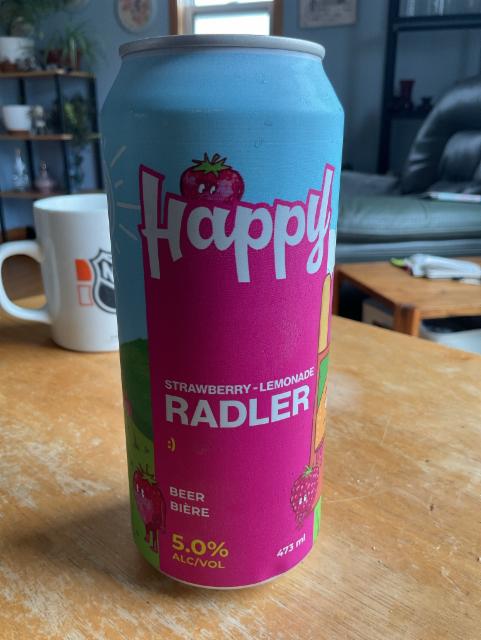 Happy
STRAWBERRY-LEMONADE
RADLER
:)
BEER
BIÈRE
5.0%
ALC/VOL
473 ml